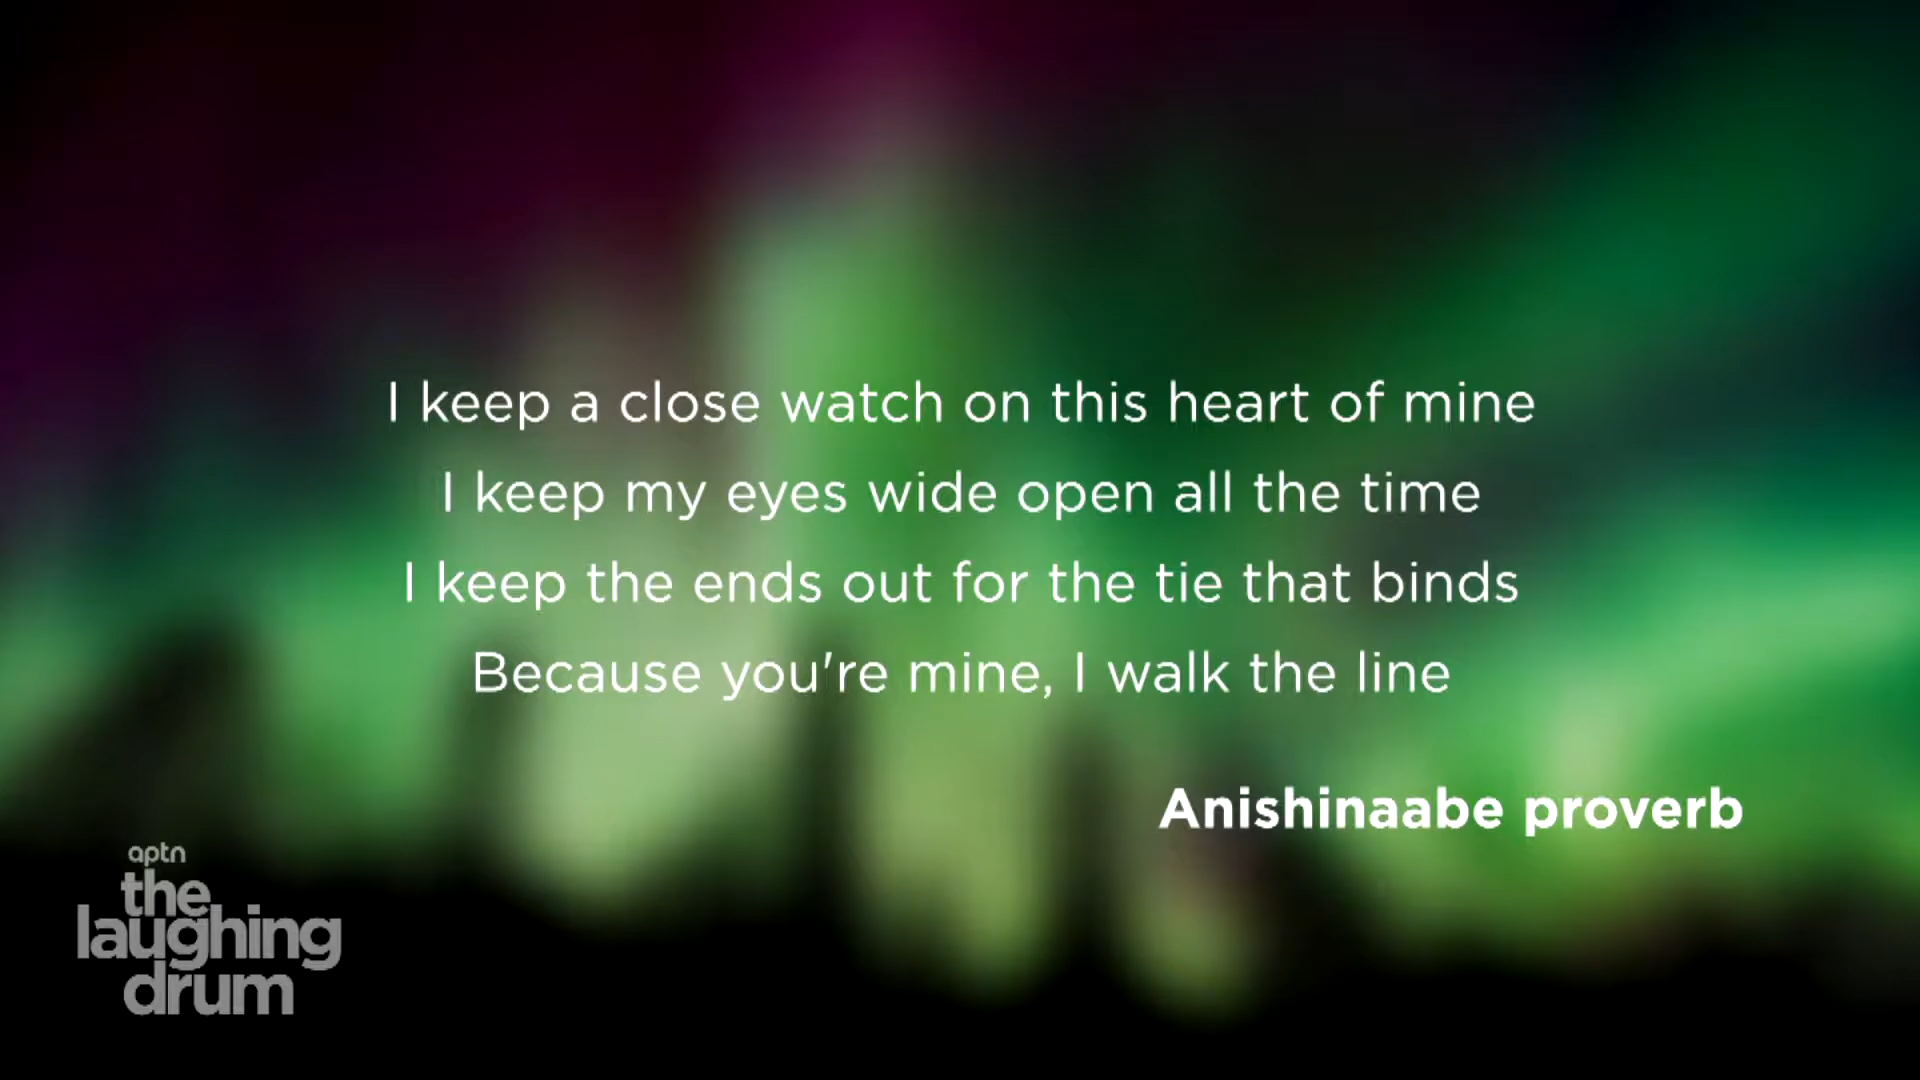 I keep a close watch on this heart of mine
I keep my eyes wide open all the time
I keep the ends out for the tie that binds
Because you're mine, I walk the line
Anishinaabe proverb
aptn
the
laughing
drum